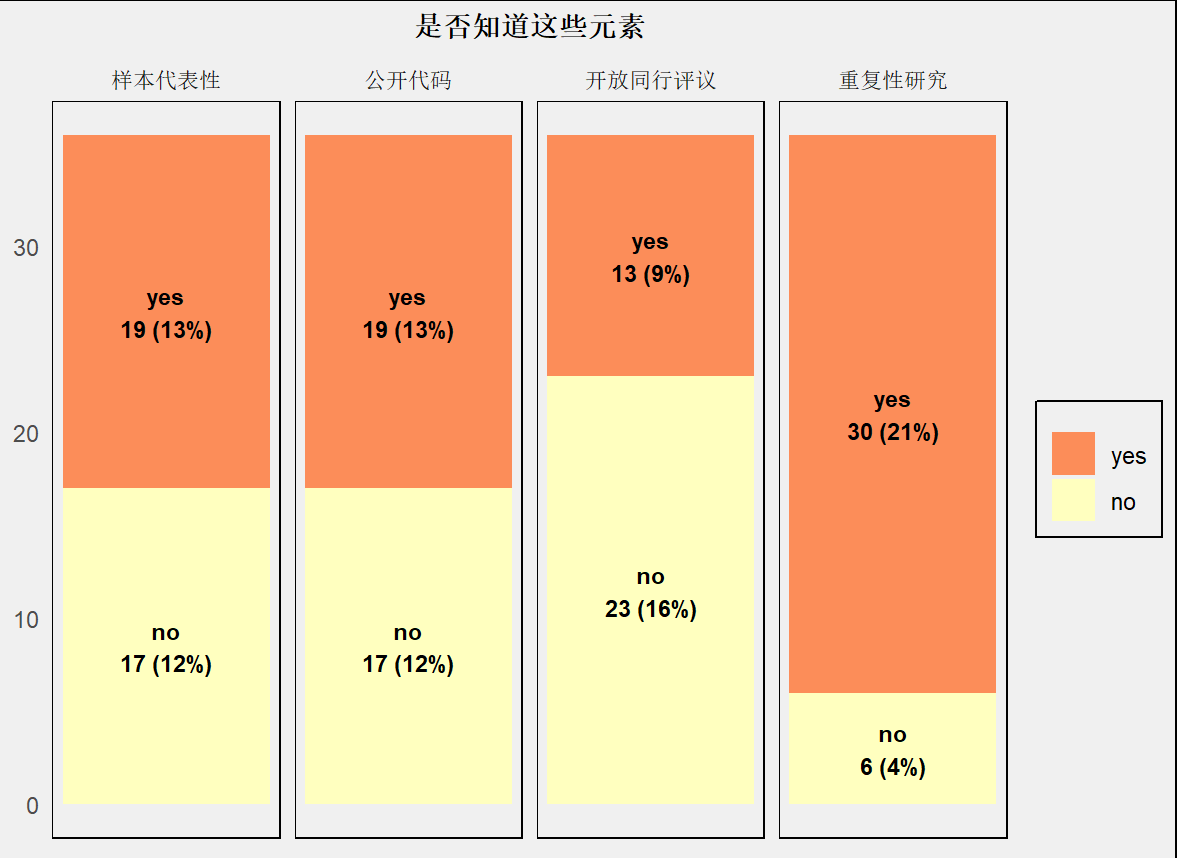 是否知道这些元素
样本代表性
公开代码
开放同行评议
重复性研究
30
20
10
0
yes
19 (13%)
no
17 (12%)
yes
19 (13%)
no
17 (12%)
yes
13 (9%)
no
23 (16%)
yes
30 (21%)
no
6 (4%)
yes
no